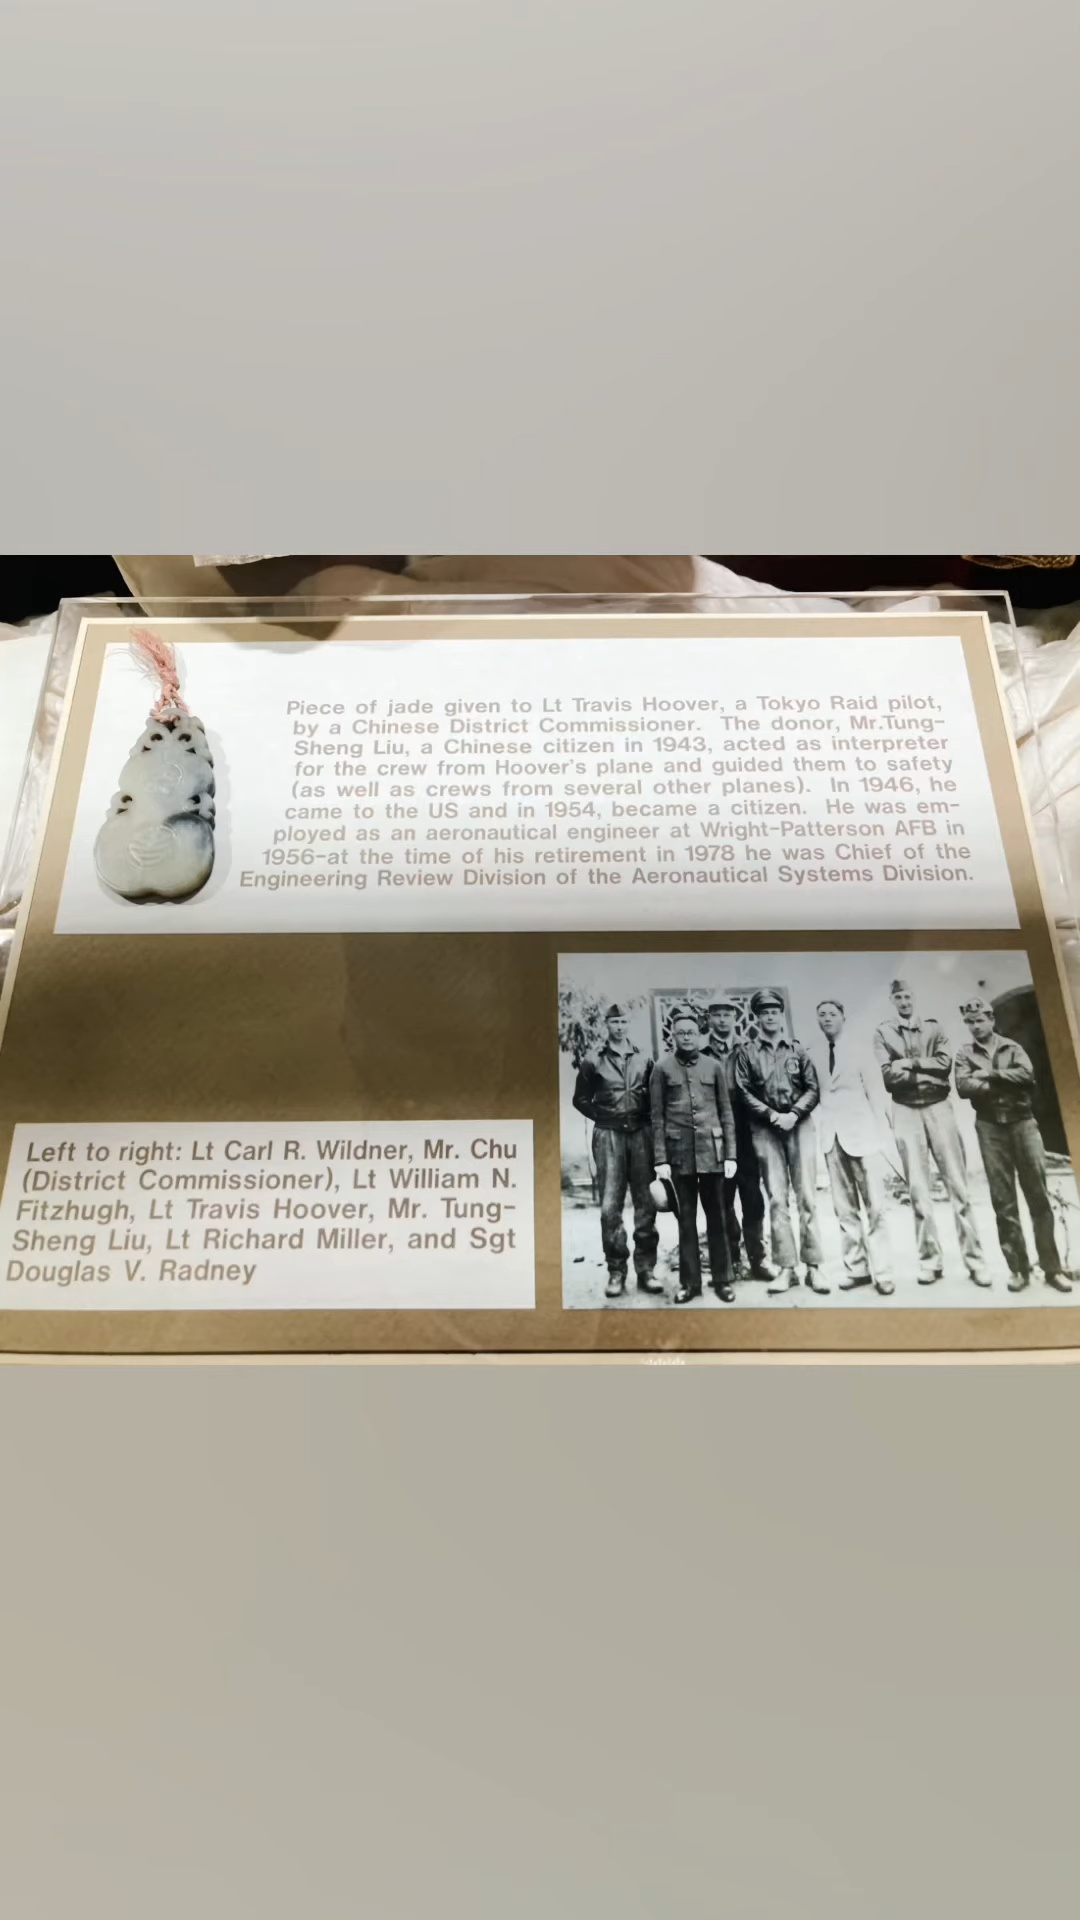 Piece of jade given to Lt Travis Hoover, a Tokyo Raid pilot,
by a Chinese District Commissioner. The donor, Mr.Tung-
Sheng Liu, a Chinese citizen in 1943, acted as interpreter
for the crew from Hoover's plane and guided them to safety
(as well as crews from several other planes). In 1946, he
came to the US and in 1954, became a citizen. He was em-
ployed as an aeronautical engineer at Wright-Patterson AFB in
1956-at the time of his retirement in 1978 he was Chief of the
Engineering Review Division of the Aeronautical Systems Division.
Left to right: Lt Carl R. Wildner, Mr. Chu
(District Commissioner), Lt William N.
Fitzhugh, Lt Travis Hoover, Mr. Tung-
Sheng Liu, Lt Richard Miller, and Sgt
Douglas V. Radney